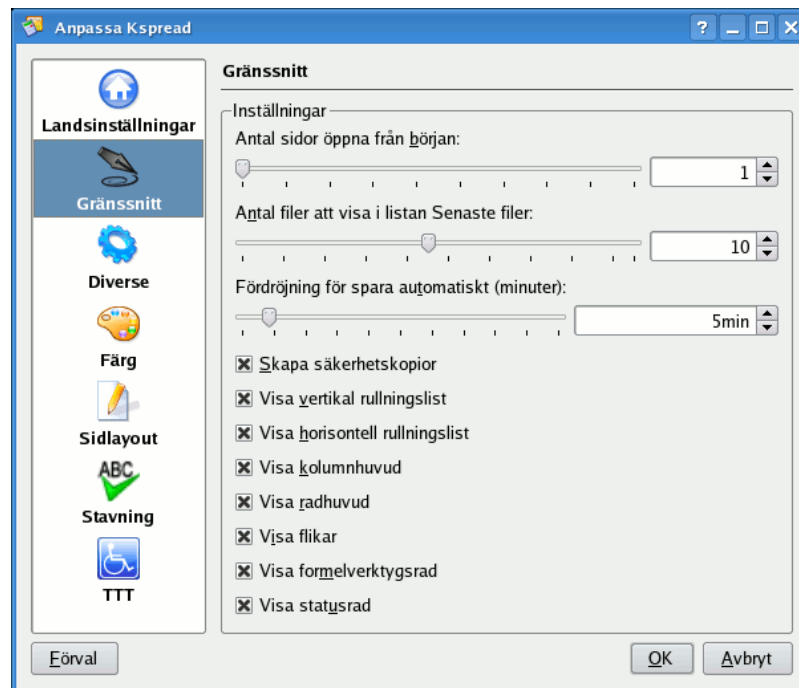 Anpassa Kspread
Landsinställningar
Gränssnitt
Diverse
Färg
Sidlayout
ABC
Stavning
TTT
Gränssnitt
Inställningar
Antal sidor öppna från början:
1
Antal filer att visa i listan Senaste filer:
10
Fördröjning för spara automatiskt (minuter):
5min
Skapa säkerhetskopior
Visa vertikal rullningslist
Visa horisontell rullningslist
Visa kolumnhuvud
Visa radhuvud
Visa flikar
Visa formelverktygsrad
Visa statusrad
Förval
OK
Avbryt